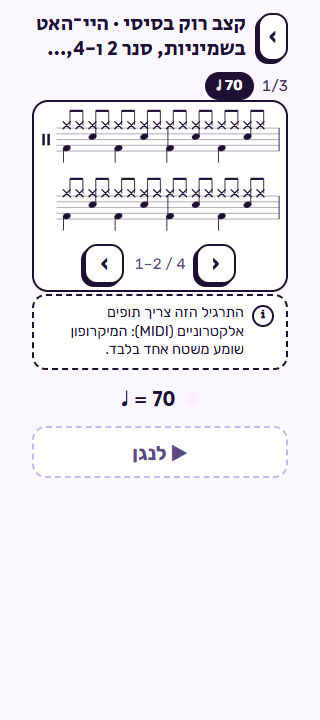 קצב רוק בסיסי · היי־האט
בשמיניות, סנר 2 ו-4,...
1/3
♩ 70
1–2 / 4
התרגיל הזה צריך תופים
אלקטרוניים (MIDI): המיקרופון
שומע משטח אחד בלבד.
♩ = 70
▶ לנגן